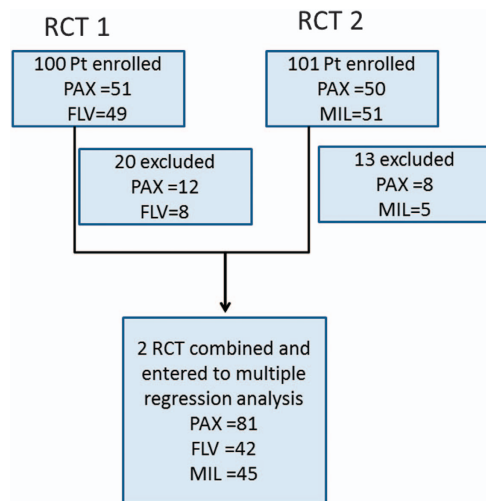 RCT 1
RCT 2
100 Pt enrolled
PAX =51
FLV=49
101 Pt enrolled
PAX =50
MIL=51
20 excluded
PAX =12
FLV=8
13 excluded
PAX =8
MIL=5
2 RCT combined and
entered to multiple
regression analysis
PAX =81
FLV =42
MIL =45